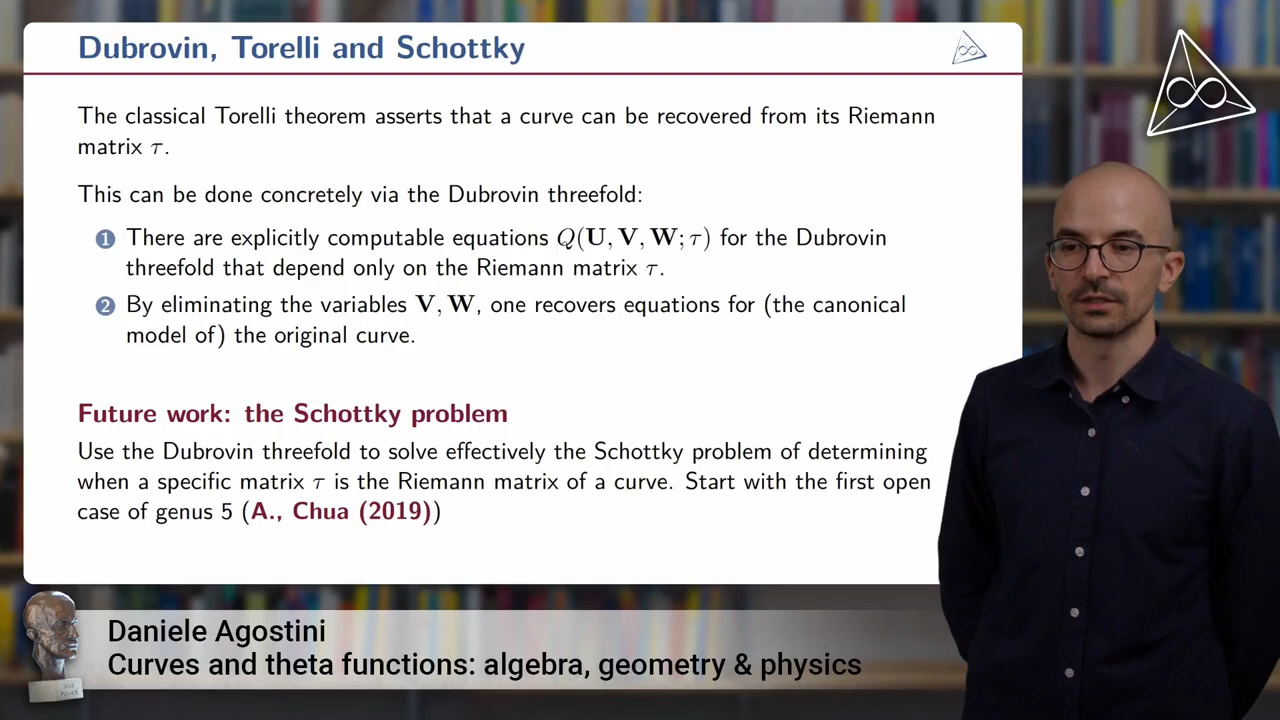 Dubrovin, Torelli and Schottky
The classical Torelli theorem asserts that a curve can be recovered from its Riemann
matrix τ.
This can be done concretely via the Dubrovin threefold:
1 There are explicitly computable equations Q(U, V, W; τ) for the Dubrovin
threefold that depend only on the Riemann matrix τ.
2 By eliminating the variables V, W, one recovers equations for (the canonical
model of) the original curve.
Future work: the Schottky problem
Use the Dubrovin threefold to solve effectively the Schottky problem of determining
when a specific matrix τ is the Riemann matrix of a curve. Start with the first open
case of genus 5 (A., Chua (2019))
Daniele Agostini
Curves and theta functions: algebra, geometry & physics